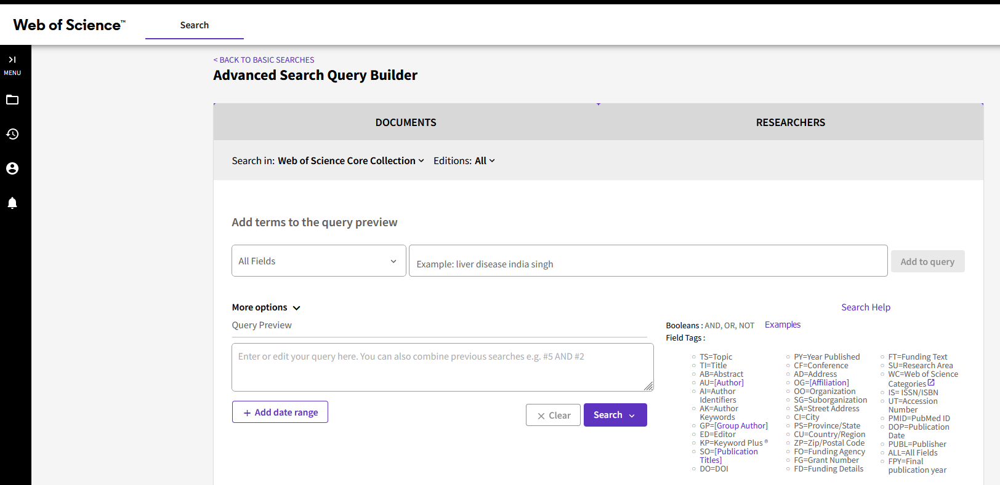 Web of Science™
Search
MENU
< BACK TO BASIC SEARCHES
Advanced Search Query Builder
DOCUMENTS
RESEARCHERS
Search in: Web of Science Core Collection Editions: All
Add terms to the query preview
All Fields
Example: liver disease india singh
Add to query
More options
Search Help
Query Preview
Booleans : AND, OR, NOT Examples
Field Tags :
Enter or edit your query here. You can also combine previous searches e.g. #5 AND #2
+ Add date range
× Clear
Search
TS=Topic
TI=Title
AB=Abstract
AU=[Author]
AI=Author
Identifiers
AK=Author
Keywords
GP=[Group Author]
ED=Editor
KP=Keyword Plus ®
SO=[Publication
Titles]
DO=DOI
PY=Year Published
CF=Conference
AD=Address
OG=[Affiliation]
OO=Organization
SG=Suborganization
SA=Street Address
CI=City
PS=Province/State
CU=Country/Region
ZP=Zip/Postal Code
FO=Funding Agency
FG=Grant Number
FD=Funding Details
FT=Funding Text
SU=Research Area
WC=Web of Science
Categories
IS= ISSN/ISBN
UT=Accession
Number
PMID=PubMed ID
DOP=Publication
Date
PUBL=Publisher
ALL=All Fields
FPY=Final
publication year